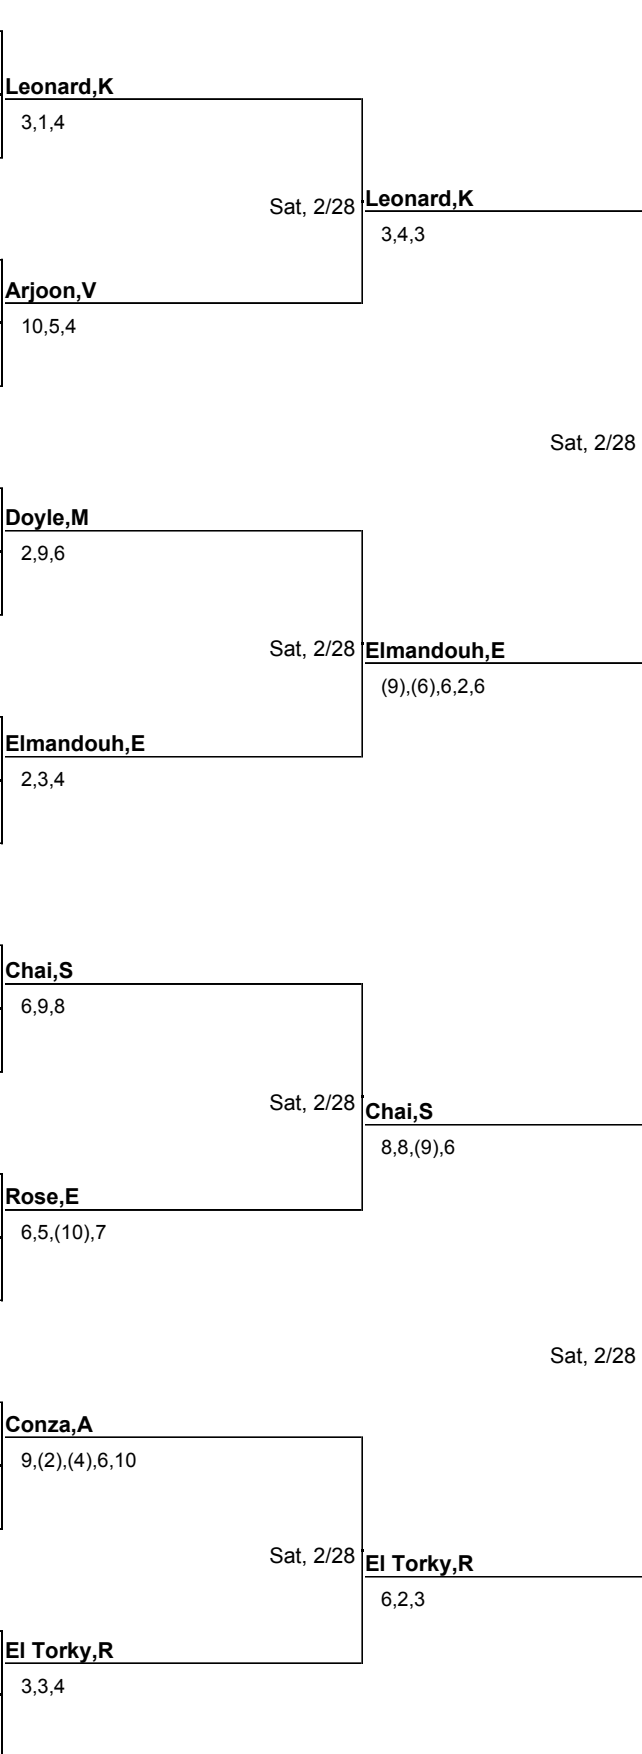 Leonard,K
3,1,4
Sat, 2/28 Leonard,K
3,4,3
Arjoon,V
10,5,4
Sat, 2/28
Doyle,M
2,9,6
Sat, 2/28 Elmandouh,E
(9),(6),6,2,6
Elmandouh,E
2,3,4
Chai,S
6,9,8
Sat, 2/28 Chai,S
8,8,(9),6
Rose,E
6,5,(10),7
Sat, 2/28
Conza,A
9,(2),(4),6,10
Sat, 2/28 El Torky,R
6,2,3
El Torky,R
3,3,4